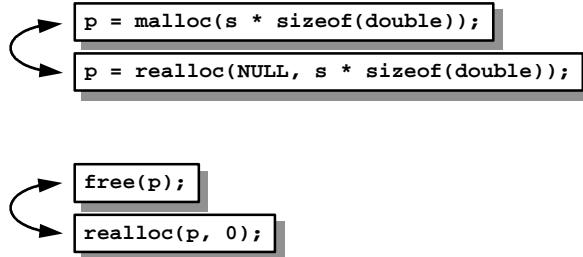 p = malloc(s * sizeof(double));
p = realloc(NULL, s * sizeof(double));
free(p);
realloc(p, 0);